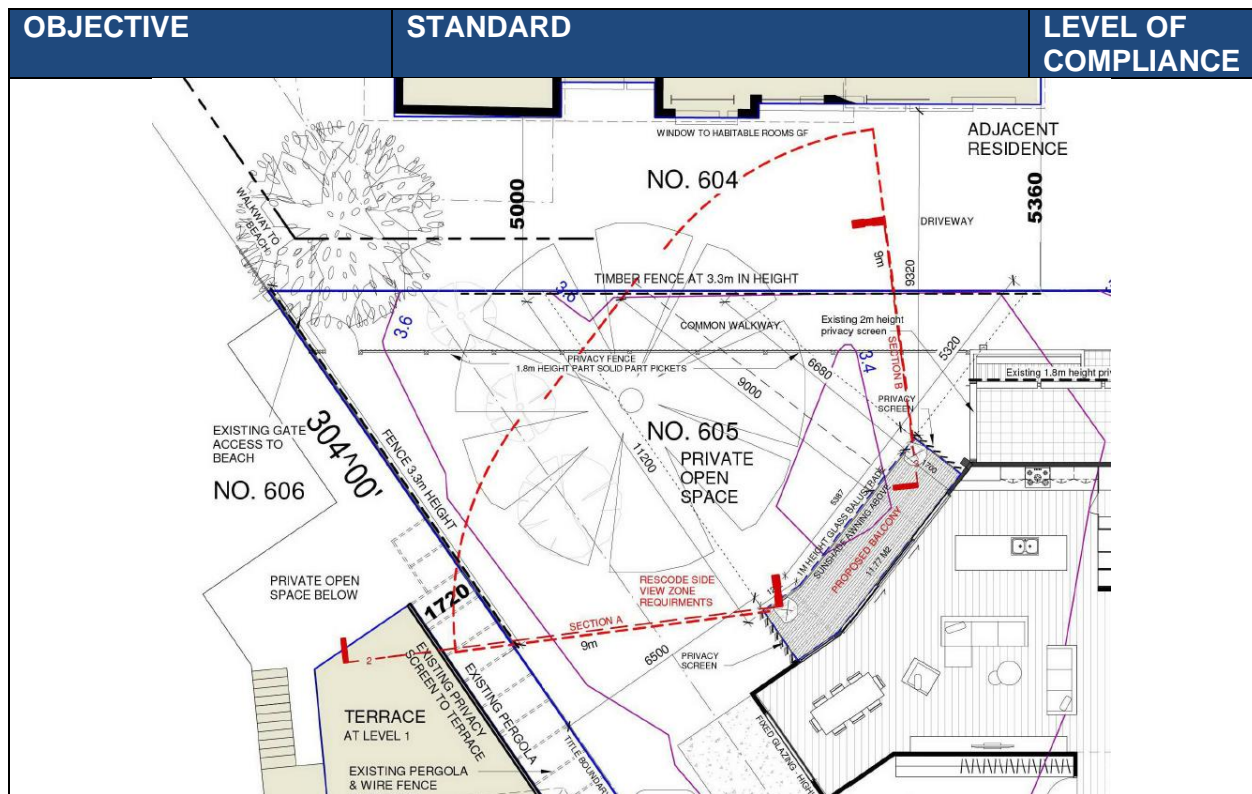 OBJECTIVE
STANDARD
LEVEL OF
COMPLIANCE
WINDOW TO HABITABLE ROOMS GF
ADJACENT
RESIDENCE
NO. 604
5000
5360
WALKWAY TO
BEACH
DRIVEWAY
9m
9320
TIMBER FENCE AT 3.3m IN HEIGHT
3.6
3.6
COMMON WALKWAY
Existing 2m height
privacy screen
SECTION B
5320
3.4
6680
PRIVACY FENCE
1.8m HEIGHT PART SOLID PART PICKETS
9000
Existing 1.8m height priv
PRIVACY
SCREEN
EXISTING GATE
ACCESS TO
BEACH
304^00'
FENCE 3.3m HEIGHT
NO. 606
NO. 605
PRIVATE
OPEN
SPACE
11200
1700
1M HEIGHT GLASS BALUSTRADE
SUNSHADE AWNING ABOVE
PROPOSED BALCONY
11.77 M2
PRIVATE OPEN
SPACE BELOW
1720
RESCODE SIDE
VIEW ZONE
REQUIRMENTS
SECTION A
9m
2
6500
PRIVACY
SCREEN
EXISTING PRIVACY
SCREEN TO TERRACE
EXISTING PERGOLA
TERRACE
AT LEVEL 1
TITLE BOUNDARY
EXISTING PERGOLA
& WIRE FENCE
FIXED GLAZING - HIGH